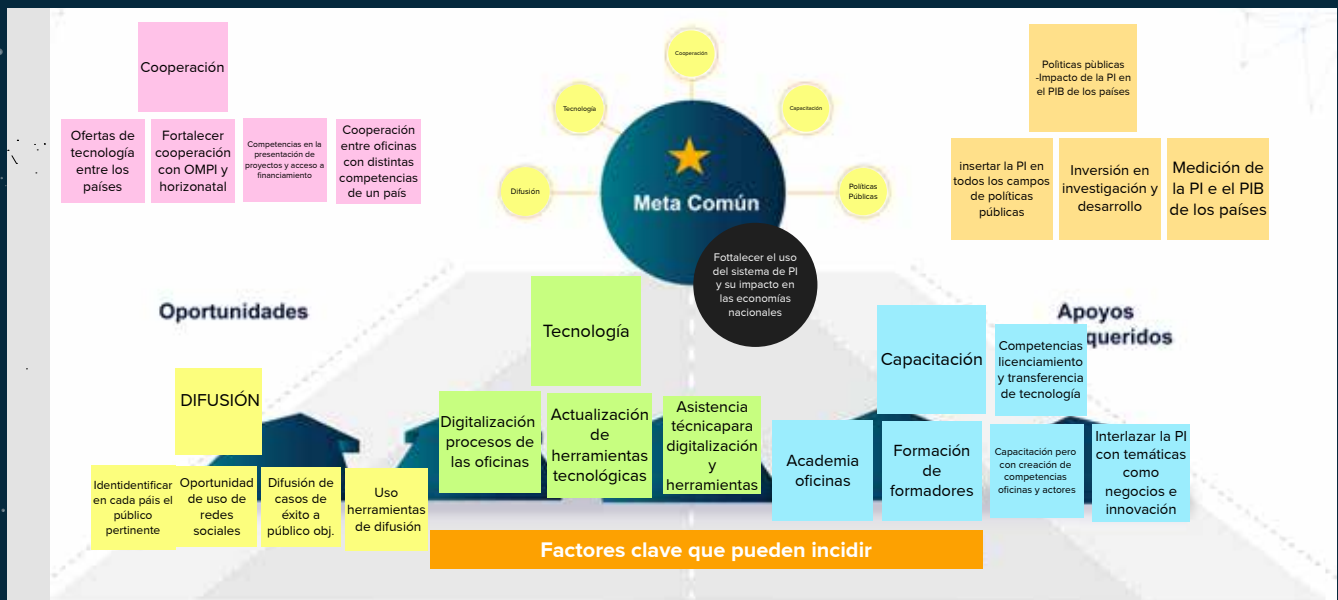 Cooperación
Ofertas de
tecnología
entre los
países
Fortalecer
cooperación
con OMPI y
horizonatal
Competencias en la
presentación de
proyectos y acceso a
financiamiento
Cooperación
entre oficinas
con distintas
competencias
de un país
Cooperación
Tecnología
Capacitación
Difusión
Políticas
Públicas
Meta Común
Fottalecer el uso
del sistema de PI
y su impacto en
las economías
nacionales
Polìticas pùblicas
-Impacto de la PI en
el PIB de los países
insertar la PI en
todos los campos
de políticas
públicas
Inversión en
investigación y
desarrollo
Medición de
la PI e el PIB
de los países
Oportunidades
Apoyos
queridos
DIFUSIÓN
Identidentificar
en cada páis el
público
pertinente
Oportunidad
de uso de
redes
sociales
Difusión de
casos de
éxito a
público obj.
Uso
herramientas
de difusión
Tecnología
Digitalización
procesos de
las oficinas
Actualización
de
herramientas
tecnológicas
Asistencia
técnicapara
digitalización
y
herramientas
Capacitación
Competencias
licenciamiento
y transferencia
de tecnología
Academia
oficinas
Formación
de
formadores
Capacitación pero
con creación de
competencias
oficinas y actores
Interlazar la PI
con temáticas
como
negocios e
innovación
Factores clave que pueden incidir